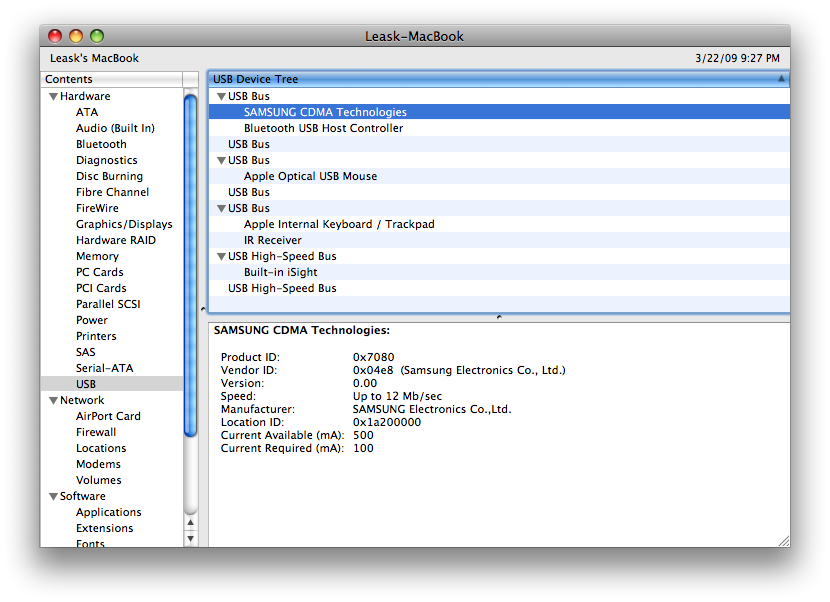 Leask-MacBook
Leask's MacBook
3/22/09 9:27 PM
Contents
Hardware
ATA
Audio (Built In)
Bluetooth
Diagnostics
Disc Burning
Fibre Channel
FireWire
Graphics/Displays
Hardware RAID
Memory
PC Cards
PCI Cards
Parallel SCSI
Power
Printers
SAS
Serial-ATA
USB
Network
AirPort Card
Firewall
Locations
Modems
Volumes
Software
Applications
Extensions
Fonts
USB Device Tree
USB Bus
SAMSUNG CDMA Technologies
Bluetooth USB Host Controller
USB Bus
USB Bus
Apple Optical USB Mouse
USB Bus
USB Bus
Apple Internal Keyboard / Trackpad
IR Receiver
USB High-Speed Bus
Built-in iSight
USB High-Speed Bus
SAMSUNG CDMA Technologies:
Product ID: 0x7080
Vendor ID: 0x04e8 (Samsung Electronics Co., Ltd.)
Version: 0.00
Speed: Up to 12 Mb/sec
Manufacturer: SAMSUNG Electronics Co.,Ltd.
Location ID: 0x1a200000
Current Available (mA): 500
Current Required (mA): 100